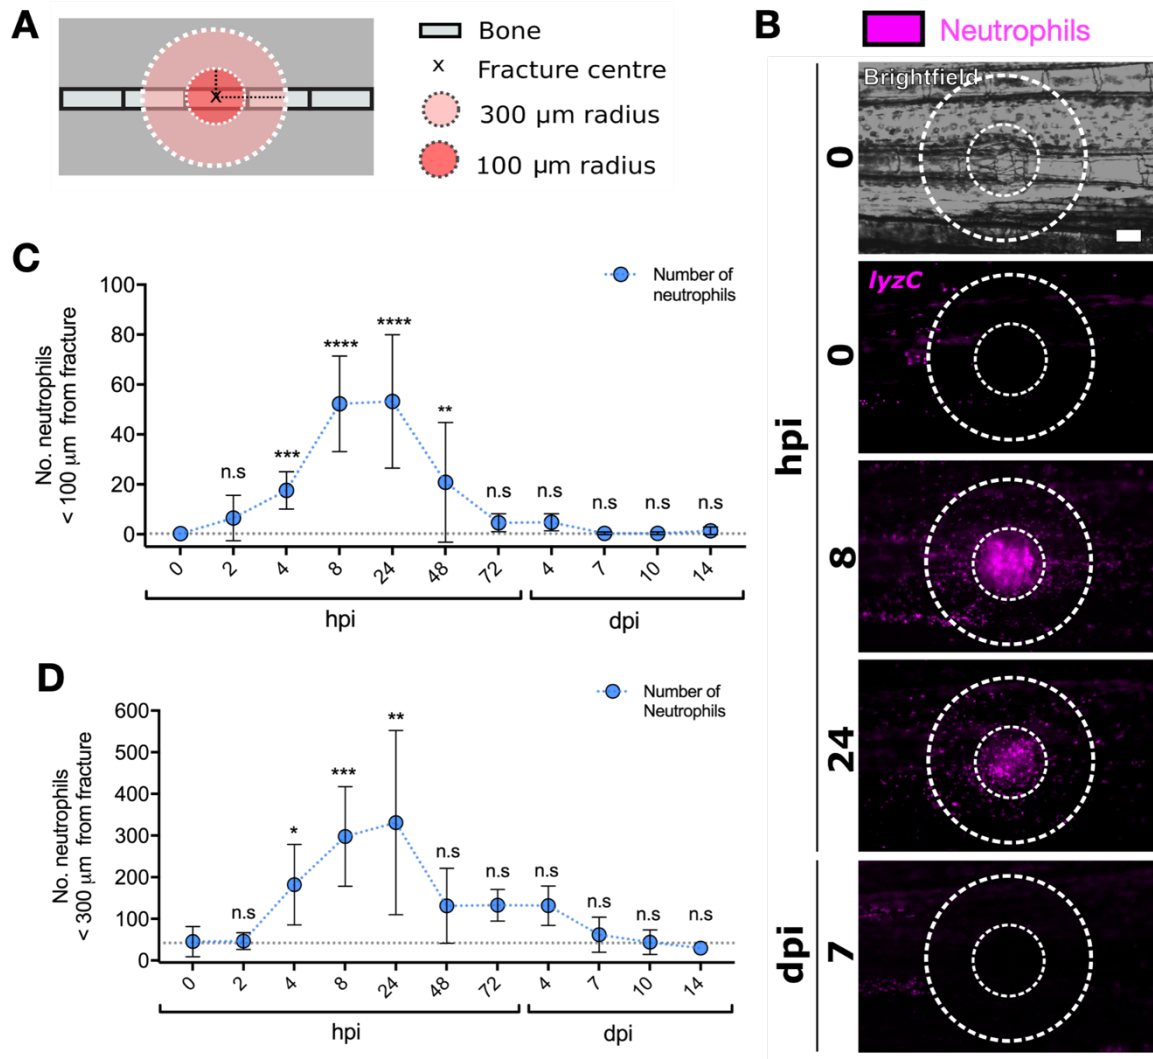 A
Bone
x
Fracture centre
300 µm radius
100 µm radius
x
B
Neutrophils
Brightfield
lyzC
hpi
0
0
8
24
dpi
7
C
No. neutrophils
< 100 µm from fracture
100
80
60
40
20
0
Number of
neutrophils
n.s
***
****
****
**
n.s
n.s
n.s
n.s
n.s
0
2
4
8
24
48
72
4
7
10
14
hpi
dpi
D
No. neutrophils
< 300 µm from fracture
600
500
400
300
200
100
0
Number of
Neutrophils
n.s
*
***
**
n.s
n.s
n.s
n.s
n.s
n.s
0
2
4
8
24
48
72
4
7
10
14
hpi
dpi